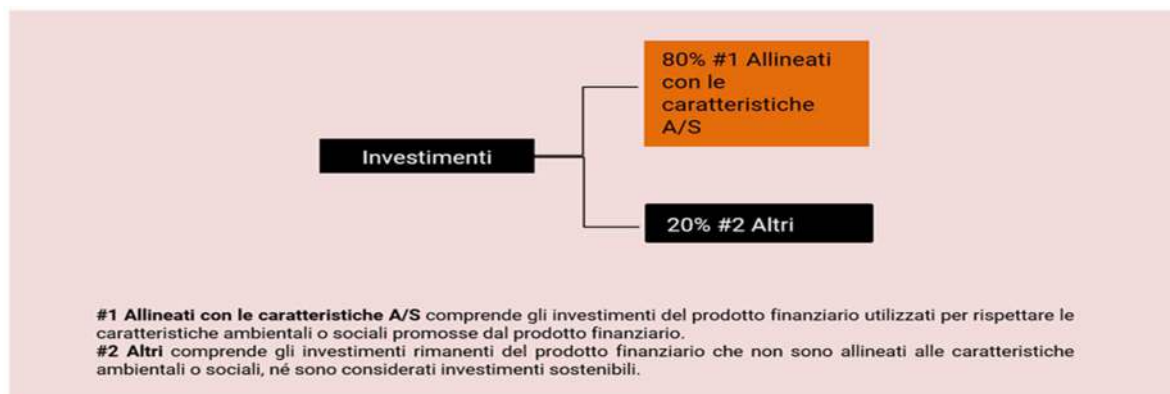 80% #1 Allineati
con le
caratteristiche
A/S
Investimenti
20% #2 Altri
#1 Allineati con le caratteristiche A/S comprende gli investimenti del prodotto finanziario utilizzati per rispettare le
caratteristiche ambientali o sociali promosse dal prodotto finanziario.
#2 Altri comprende gli investimenti rimanenti del prodotto finanziario che non sono allineati alle caratteristiche
ambientali o sociali, né sono considerati investimenti sostenibili.